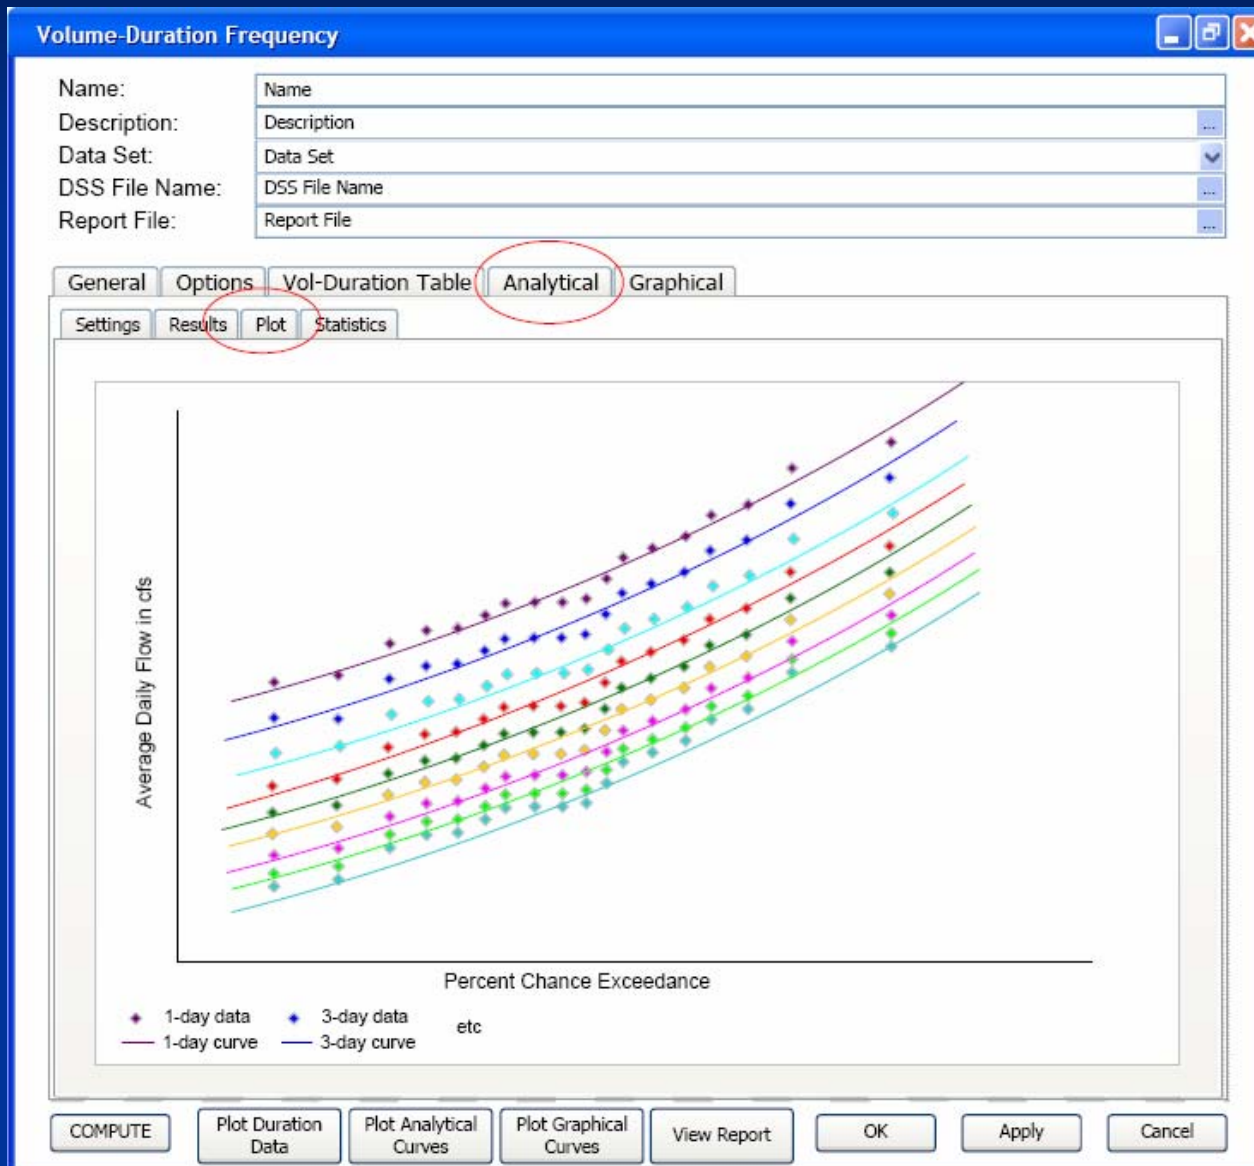 Volume-Duration Frequency
Name: Name
Description: Description ...
Data Set: Data Set
DSS File Name: DSS File Name ...
Report File: Report File ...
General Options Vol-Duration Table Analytical Graphical
Settings Results Plot Statistics
Average Daily Flow in cfs
Percent Chance Exceedance
1-day data 3-day data etc
1-day curve 3-day curve
COMPUTE
Plot Duration
Data
Plot Analytical
Curves
Plot Graphical
Curves
View Report
OK
Apply
Cancel